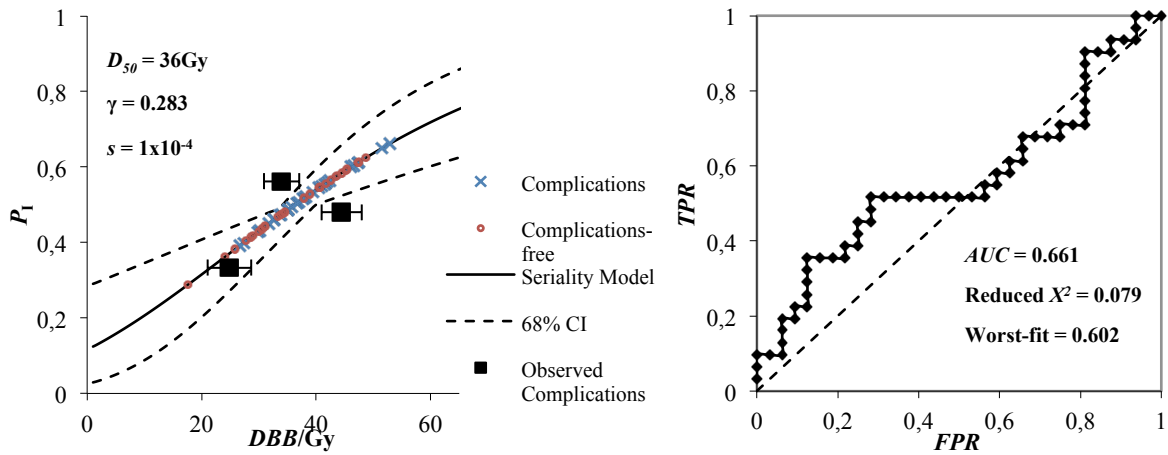 P_I
1
0,8
0,6
0,4
0,2
0
0 20 40 60
DBB/Gy
D_50 = 36Gy
γ = 0.283
s = 1x10^-4
Complications
Complications-
free
Seriality Model
68% CI
Observed
Complications
TPR
1
0,8
0,6
0,4
0,2
0
0 0,2 0,4 0,6 0,8 1
FPR
AUC = 0.661
Reduced X^2 = 0.079
Worst-fit = 0.602